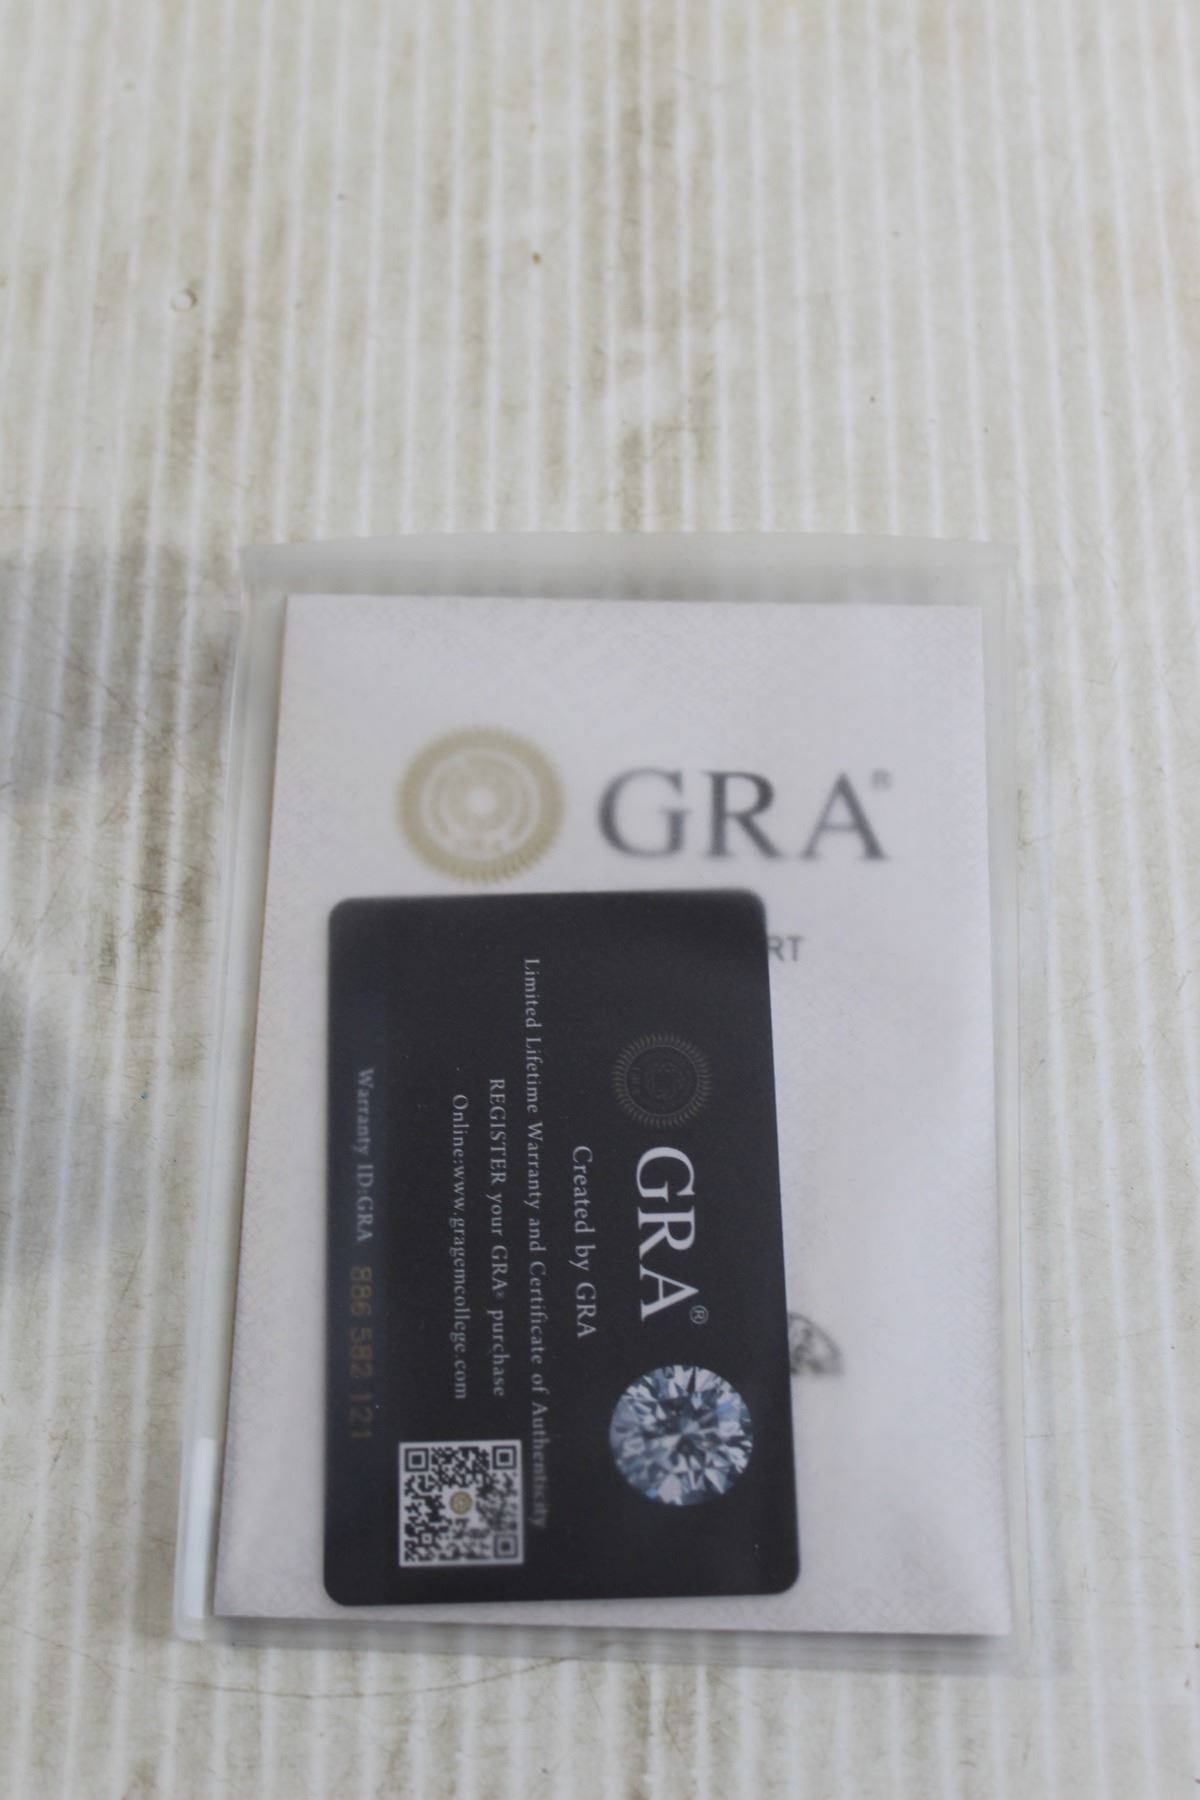 GRA®
RT
GRA®
Created by GRA
Limited Lifetime Warranty and Certificate of Authenticity
REGISTER your GRA® purchase
Online:www.gragemcollege.com
Warranty ID:GRA 886 582 121